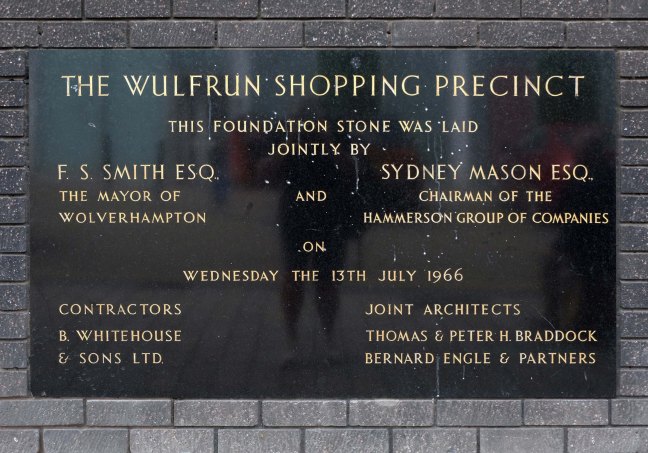 THE WULFRUN SHOPPING PRECINCT
THIS FOUNDATION STONE WAS LAID
JOINTLY BY
F. S. SMITH ESQ.
THE MAYOR OF
WOLVERHAMPTON
AND
SYDNEY MASON ESQ.
CHAIRMAN OF THE
HAMMERSON GROUP OF COMPANIES
ON
WEDNESDAY THE 13TH JULY 1966
CONTRACTORS
B. WHITEHOUSE
& SONS LTD.
JOINT ARCHITECTS
THOMAS & PETER H. BRADDOCK
BERNARD ENGLE & PARTNERS